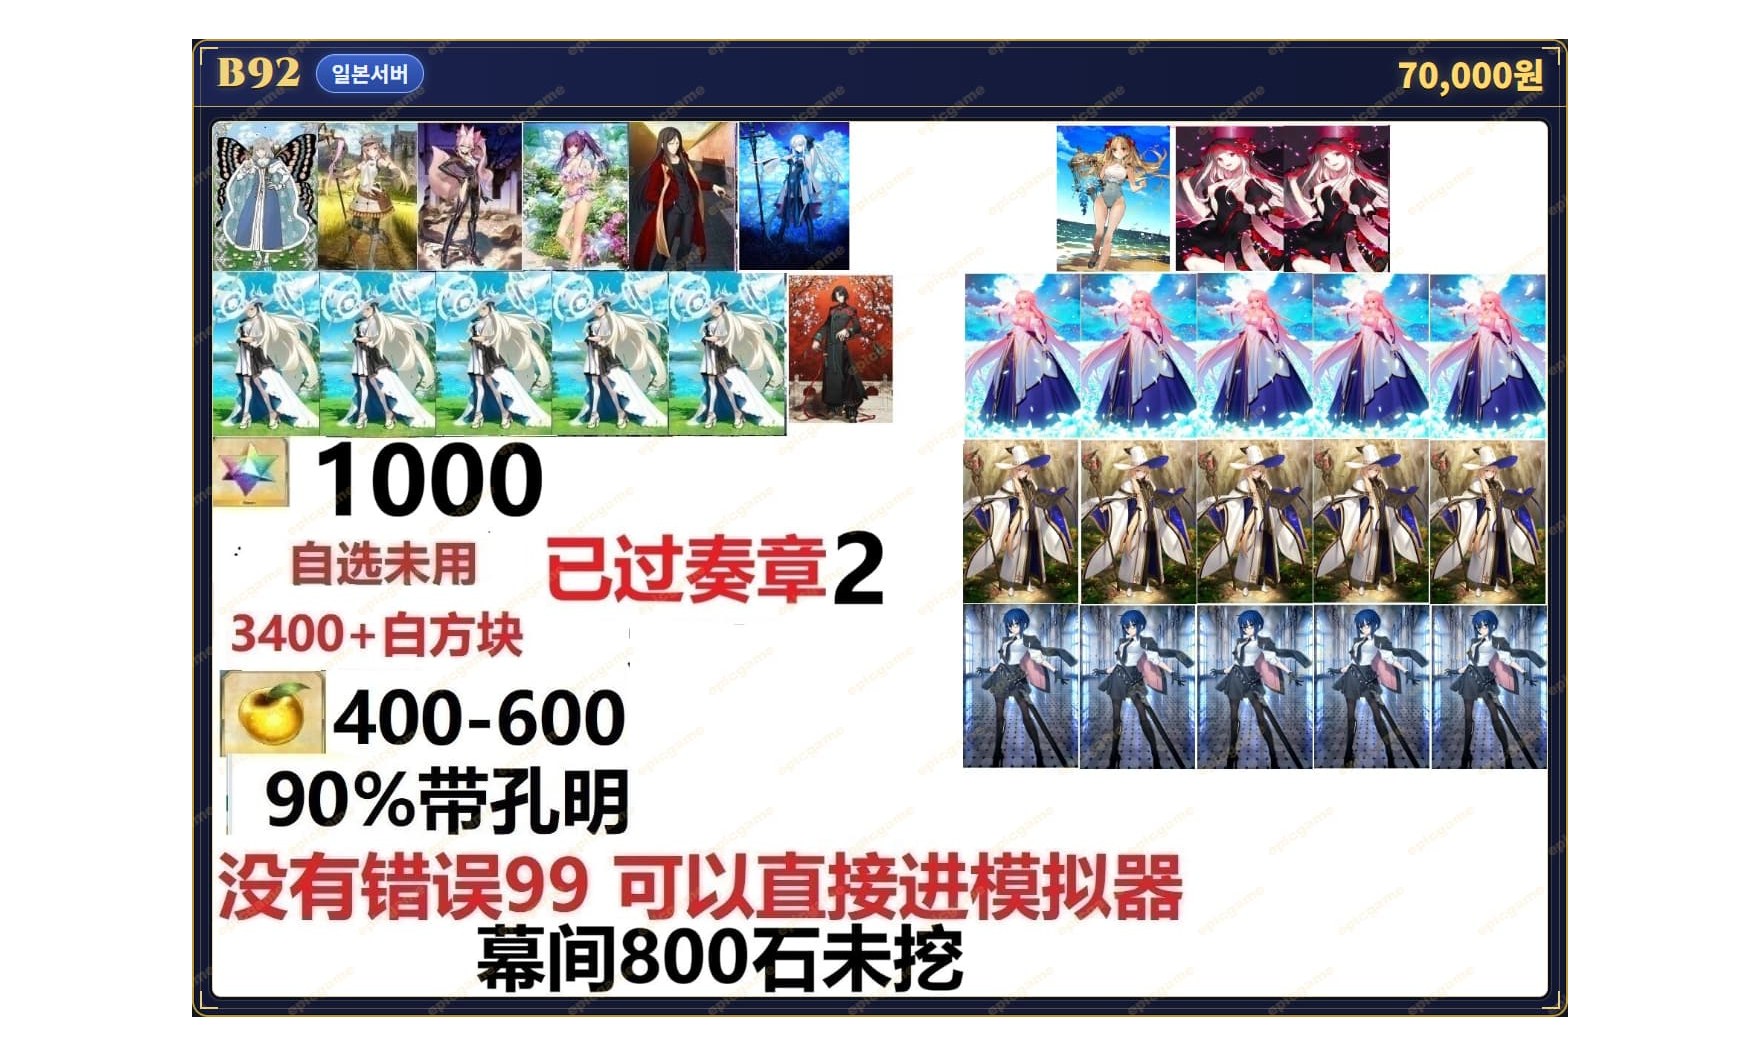 B92 일본서버 70,000원
1000
自选未用
已过奏章2
3400+白方块
400-600
90%带孔明
没有错误99 可以直接进模拟器
幕间800石未挖
epicgame